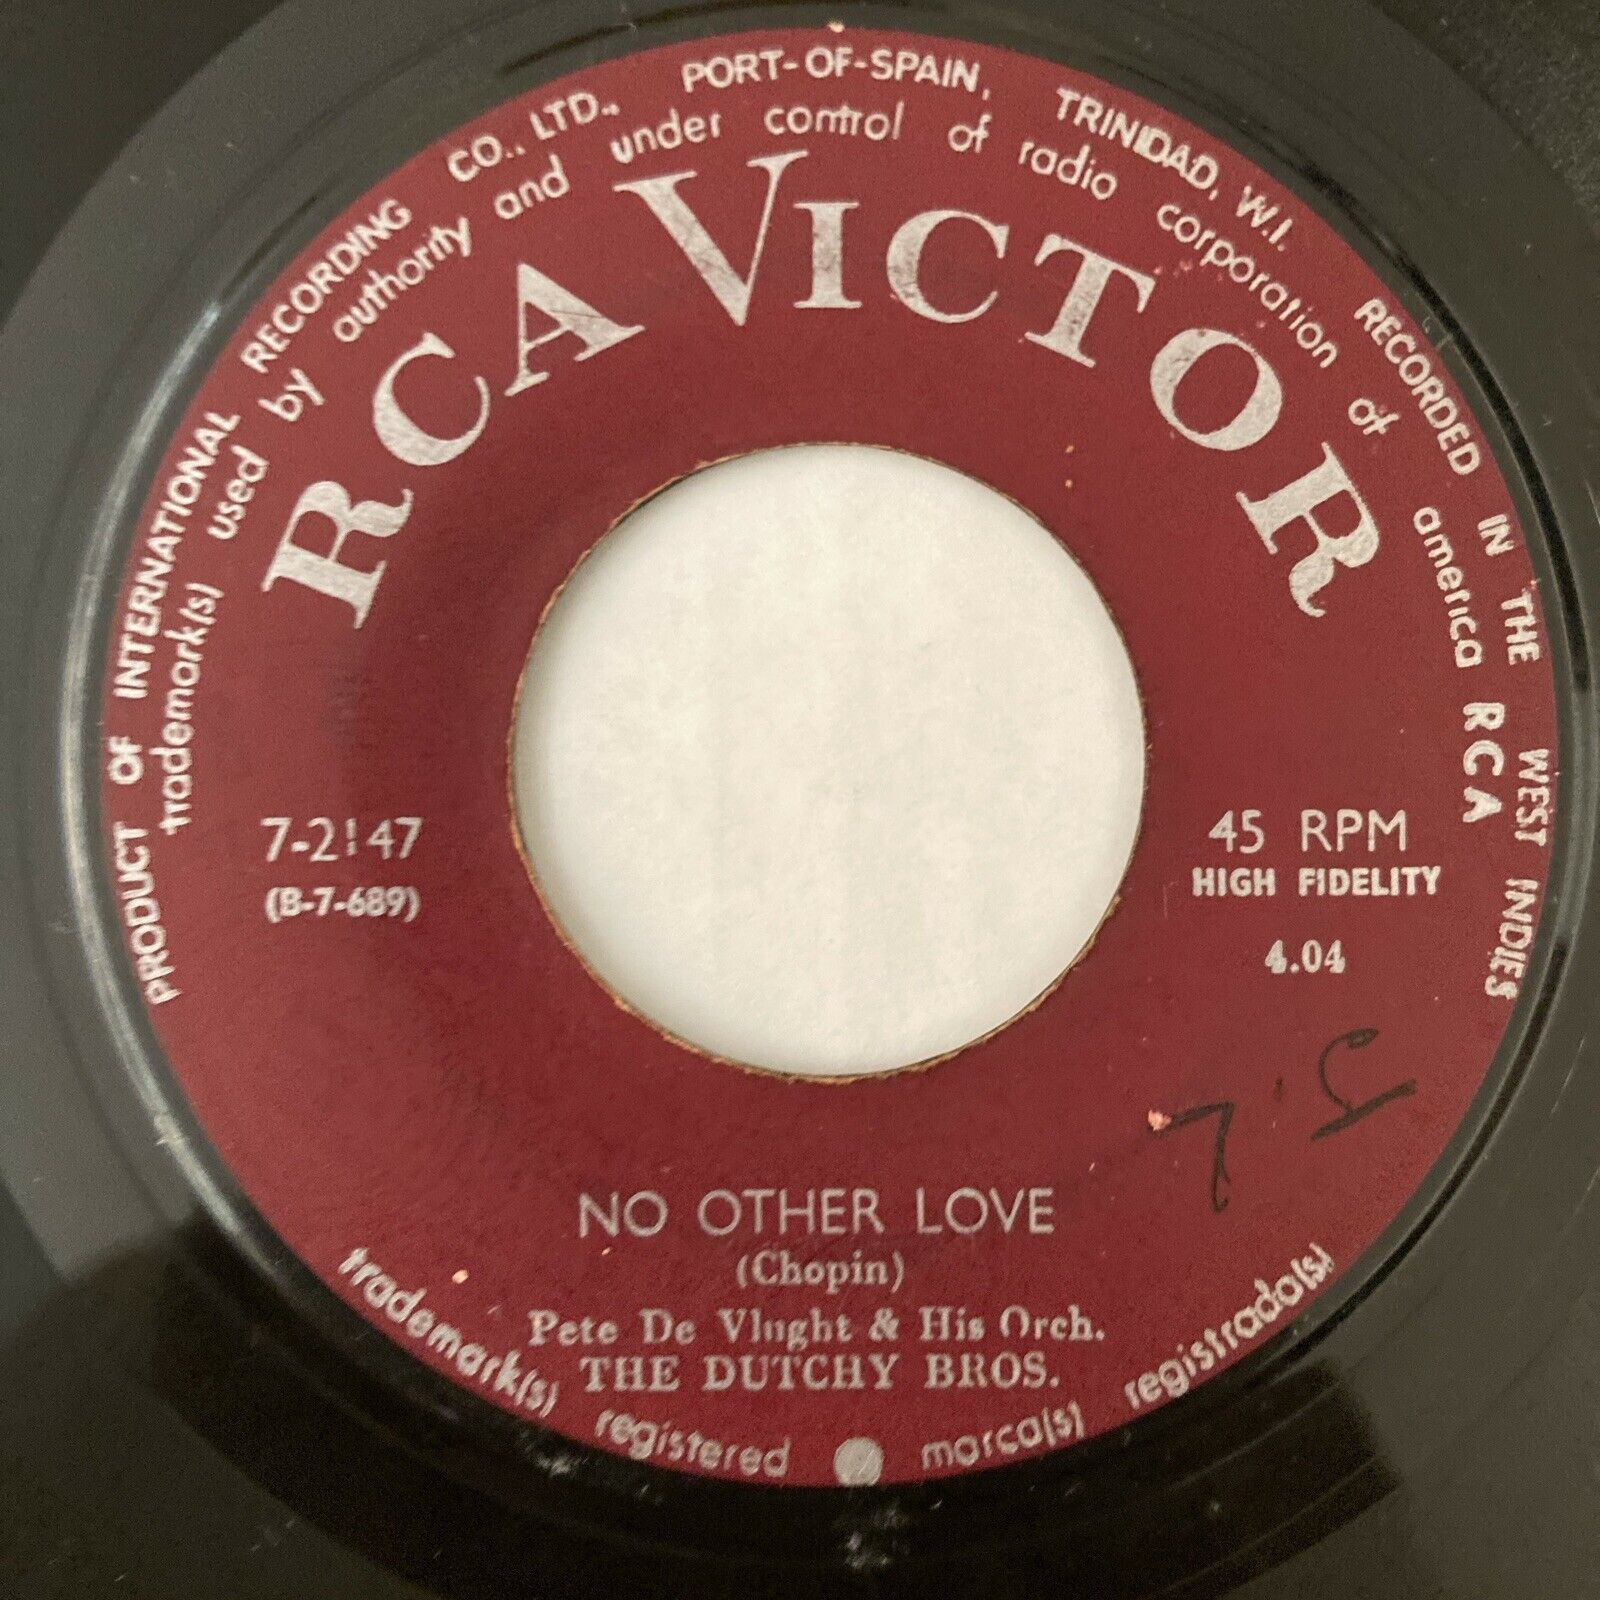 PRODUCT OF INTERNATIONAL RECORDING CO., LTD., PORT-OF-SPAIN, TRINIDAD, W.I. RECORDED IN THE WEST INDIES
trademark(s) used by authority and under control of radio corporation of america RCA
RCA VICTOR
7-2147
(B-7-689)
45 RPM
HIGH FIDELITY
4.04
NO OTHER LOVE
(Chopin)
Pete De Vlught & His Orch.
THE DUTCHY BROS.
trademark(s) registered marca(s) registrada(s)